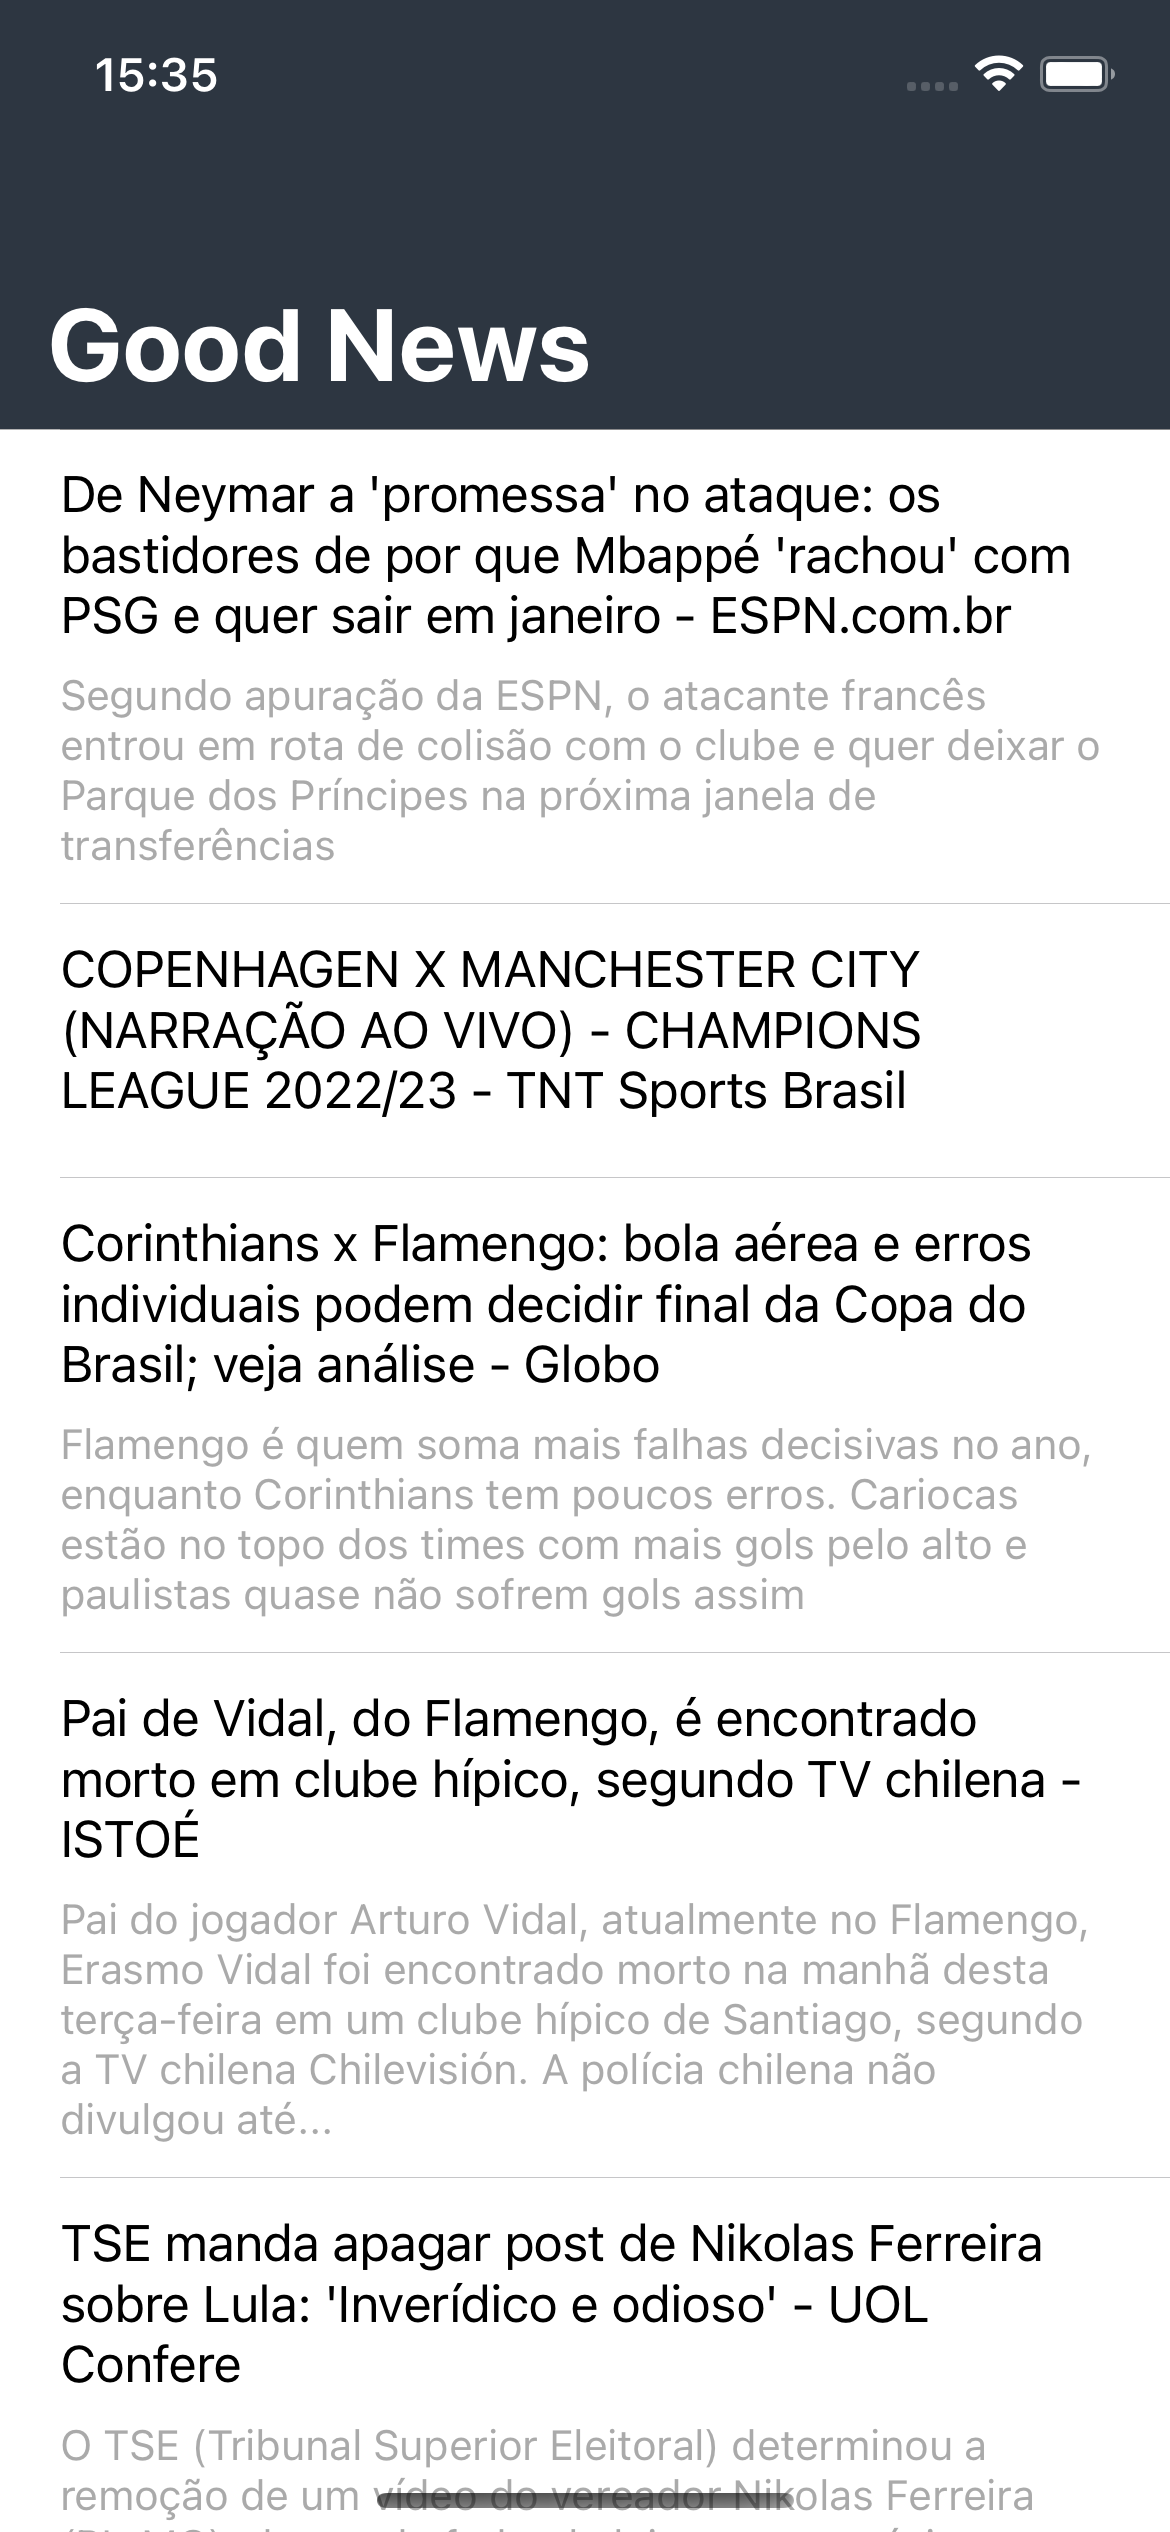 15:35
Good News
De Neymar a 'promessa' no ataque: os
bastidores de por que Mbappé 'rachou' com
PSG e quer sair em janeiro - ESPN.com.br
Segundo apuração da ESPN, o atacante francês
entrou em rota de colisão com o clube e quer deixar o
Parque dos Príncipes na próxima janela de
transferências
COPENHAGEN X MANCHESTER CITY
(NARRAÇÃO AO VIVO) - CHAMPIONS
LEAGUE 2022/23 - TNT Sports Brasil
Corinthians x Flamengo: bola aérea e erros
individuais podem decidir final da Copa do
Brasil; veja análise - Globo
Flamengo é quem soma mais falhas decisivas no ano,
enquanto Corinthians tem poucos erros. Cariocas
estão no topo dos times com mais gols pelo alto e
paulistas quase não sofrem gols assim
Pai de Vidal, do Flamengo, é encontrado
morto em clube hípico, segundo TV chilena -
ISTOÉ
Pai do jogador Arturo Vidal, atualmente no Flamengo,
Erasmo Vidal foi encontrado morto na manhã desta
terça-feira em um clube hípico de Santiago, segundo
a TV chilena Chilevisión. A polícia chilena não
divulgou até...
TSE manda apagar post de Nikolas Ferreira
sobre Lula: 'Inverídico e odioso' - UOL
Confere
O TSE (Tribunal Superior Eleitoral) determinou a
remoção de um vídeo do vereador Nikolas Ferreira